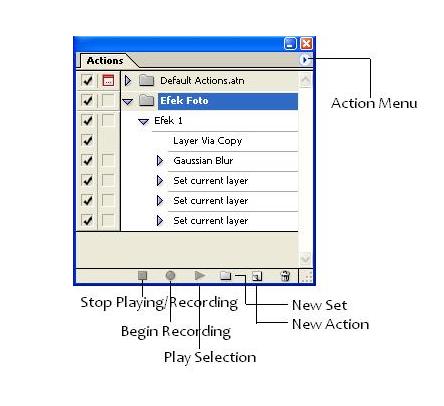 Actions
Default Actions.atn
Efek Foto
Efek 1
Layer Via Copy
Gaussian Blur
Set current layer
Set current layer
Set current layer
Action Menu
Stop Playing/Recording
New Set
New Action
Begin Recording
Play Selection